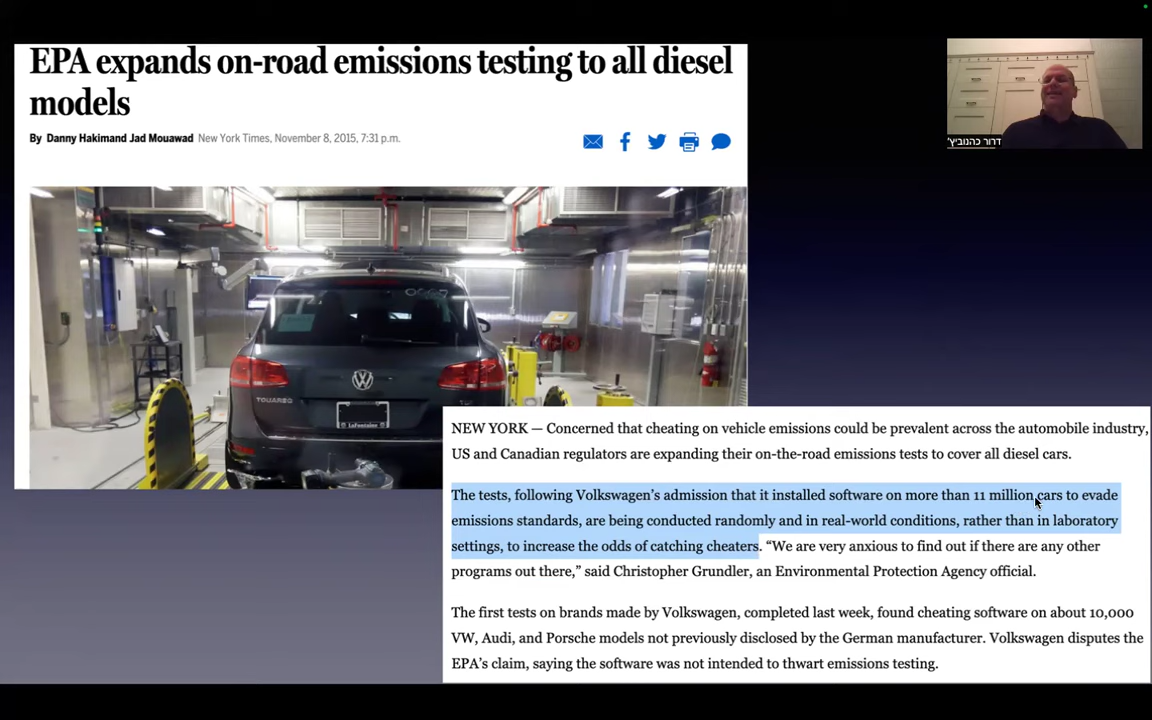 EPA expands on-road emissions testing to all diesel
models
By Danny Hakimand Jad Mouawad New York Times, November 8, 2015, 7:31 p.m.
דרור כהנוביץ'
TOUAREG
TDI
LaFontaine
NEW YORK — Concerned that cheating on vehicle emissions could be prevalent across the automobile industry,
US and Canadian regulators are expanding their on-the-road emissions tests to cover all diesel cars.
The tests, following Volkswagen's admission that it installed software on more than 11 million cars to evade
emissions standards, are being conducted randomly and in real-world conditions, rather than in laboratory
settings, to increase the odds of catching cheaters. “We are very anxious to find out if there are any other
programs out there,” said Christopher Grundler, an Environmental Protection Agency official.
The first tests on brands made by Volkswagen, completed last week, found cheating software on about 10,000
VW, Audi, and Porsche models not previously disclosed by the German manufacturer. Volkswagen disputes the
EPA's claim, saying the software was not intended to thwart emissions testing.